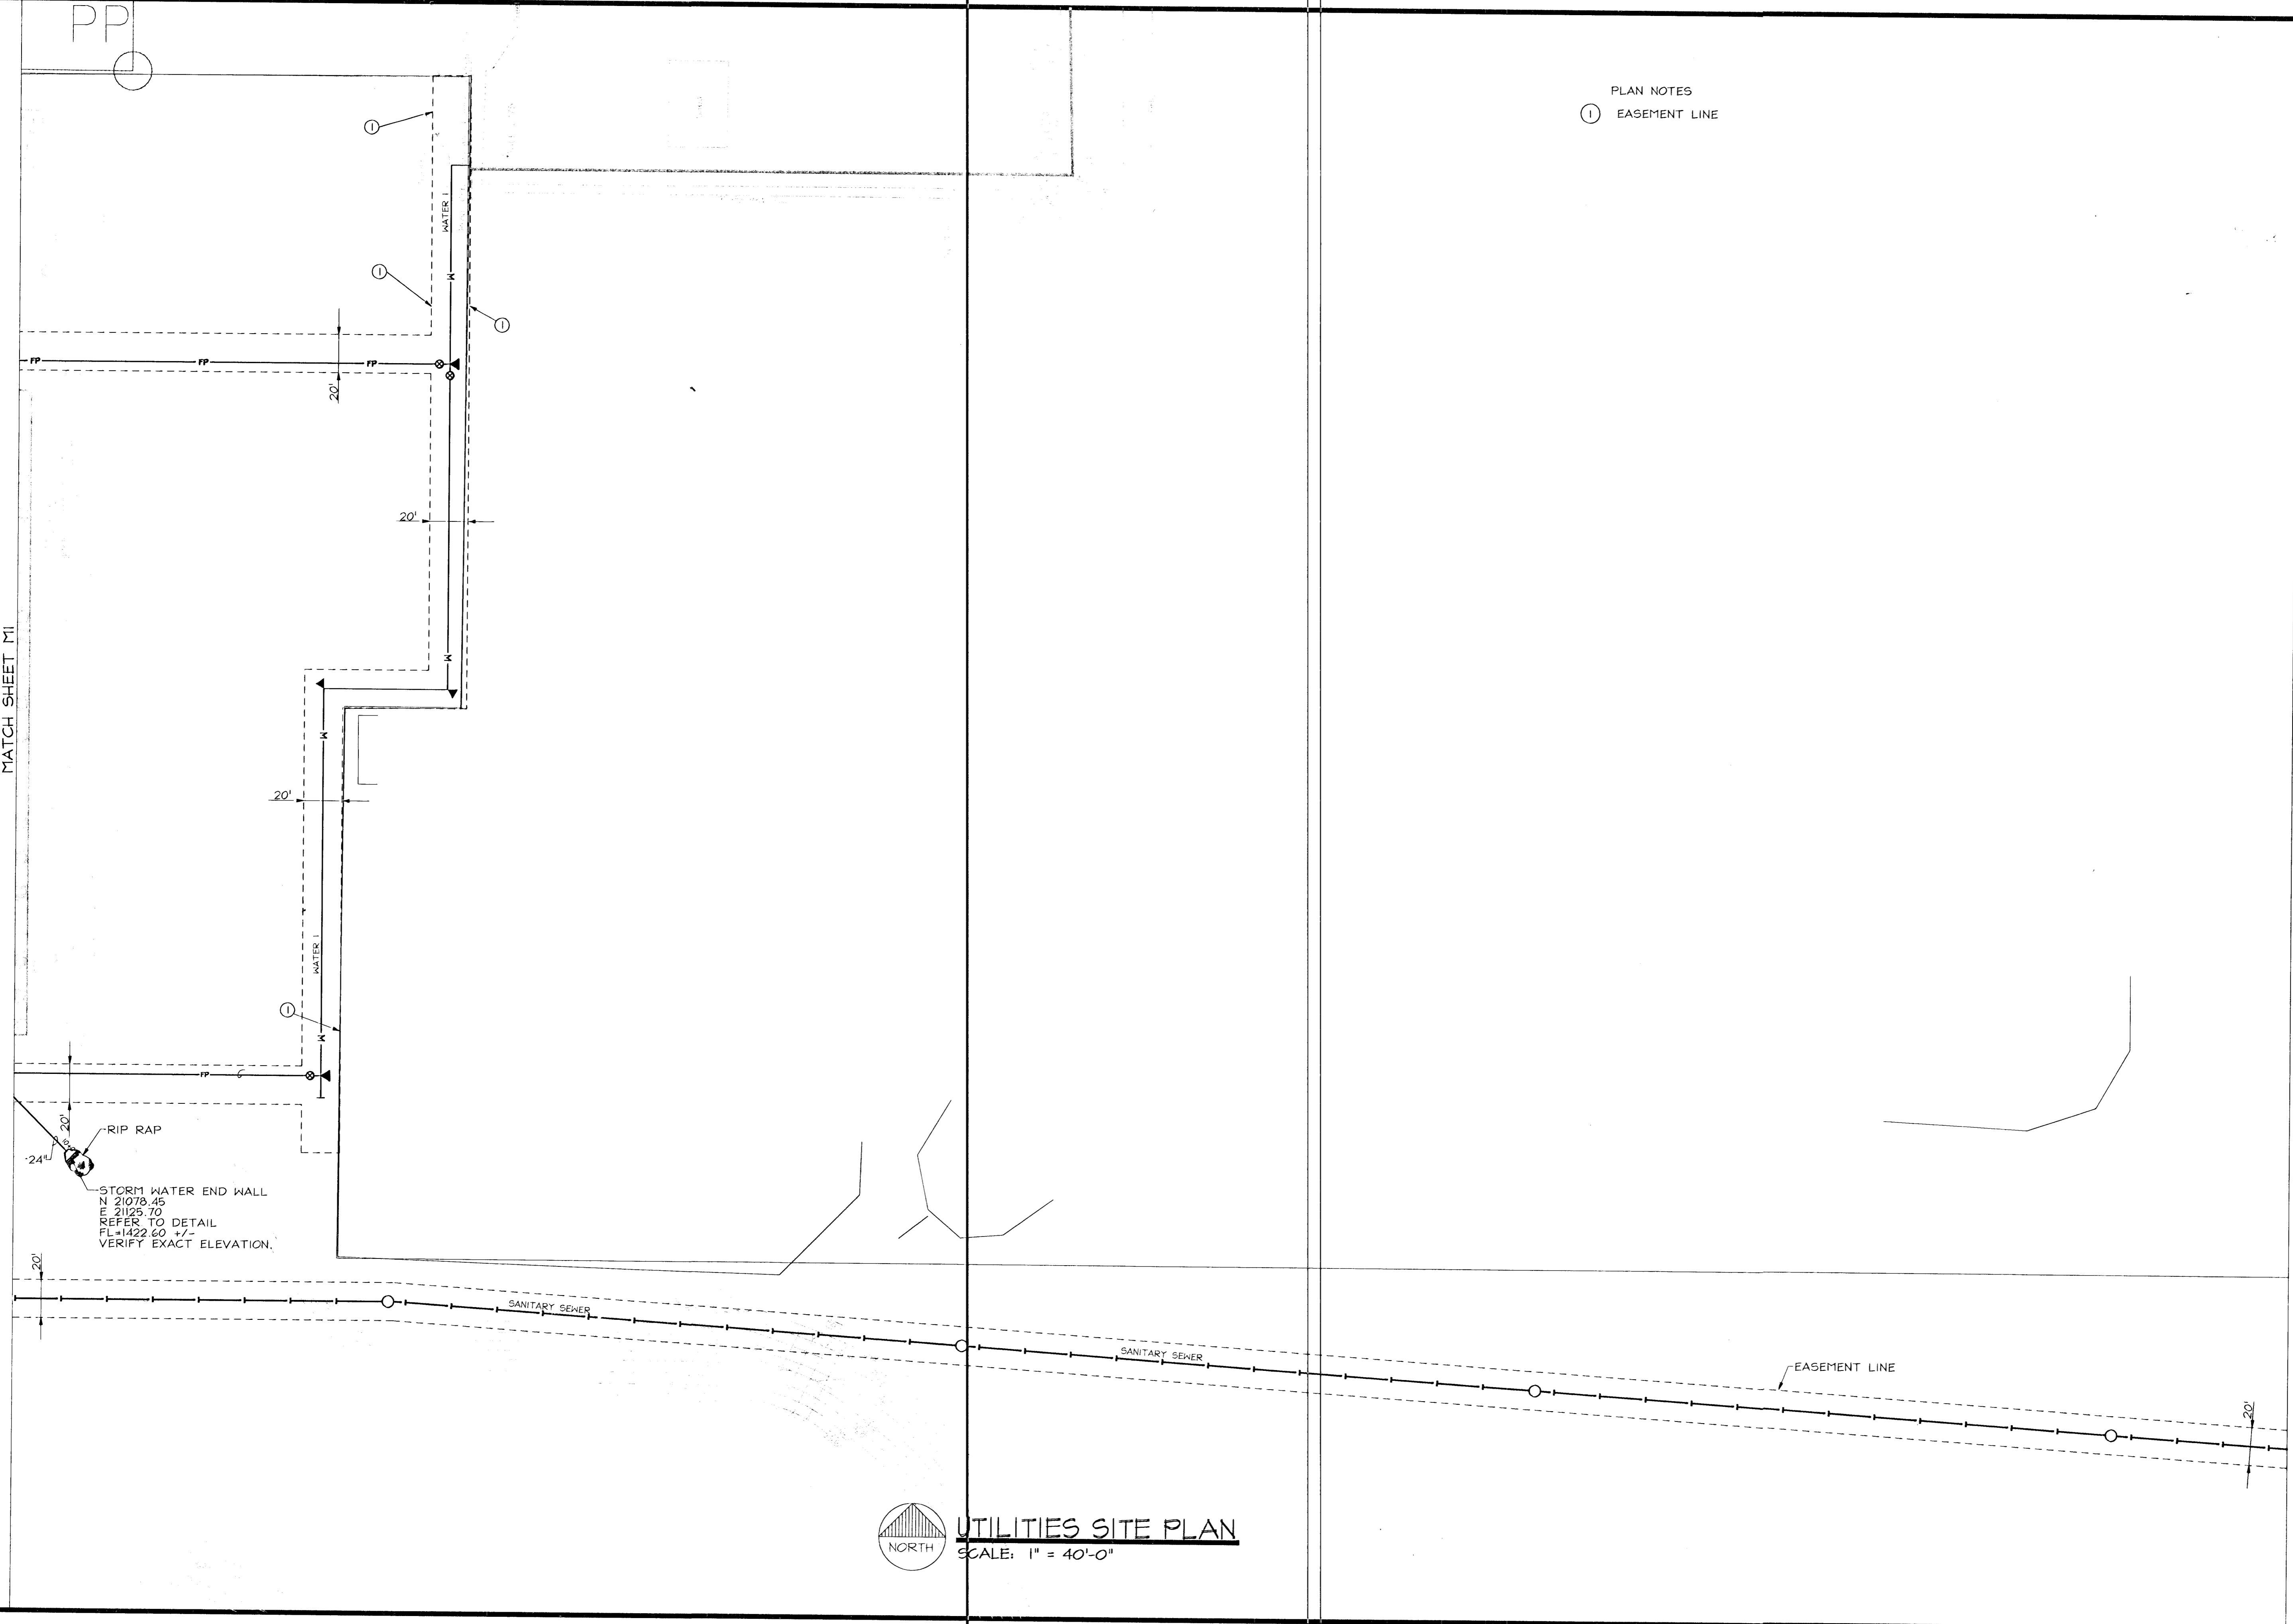 PP
PLAN NOTES
1 EASEMENT LINE
1
WATER 1
W
1
1
FP
FP
FP
20'
20'
W
MATCH SHEET M1
W
20'
WATER 1
1
W
FP
6
20'
RIP RAP
24"
STORM WATER END WALL
N 21078.45
E 21125.70
REFER TO DETAIL
FL=1422.60 +/-
VERIFY EXACT ELEVATION.
20'
SANITARY SEWER
SANITARY SEWER
EASEMENT LINE
20'
NORTH
UTILITIES SITE PLAN
SCALE: 1" = 40'-0"